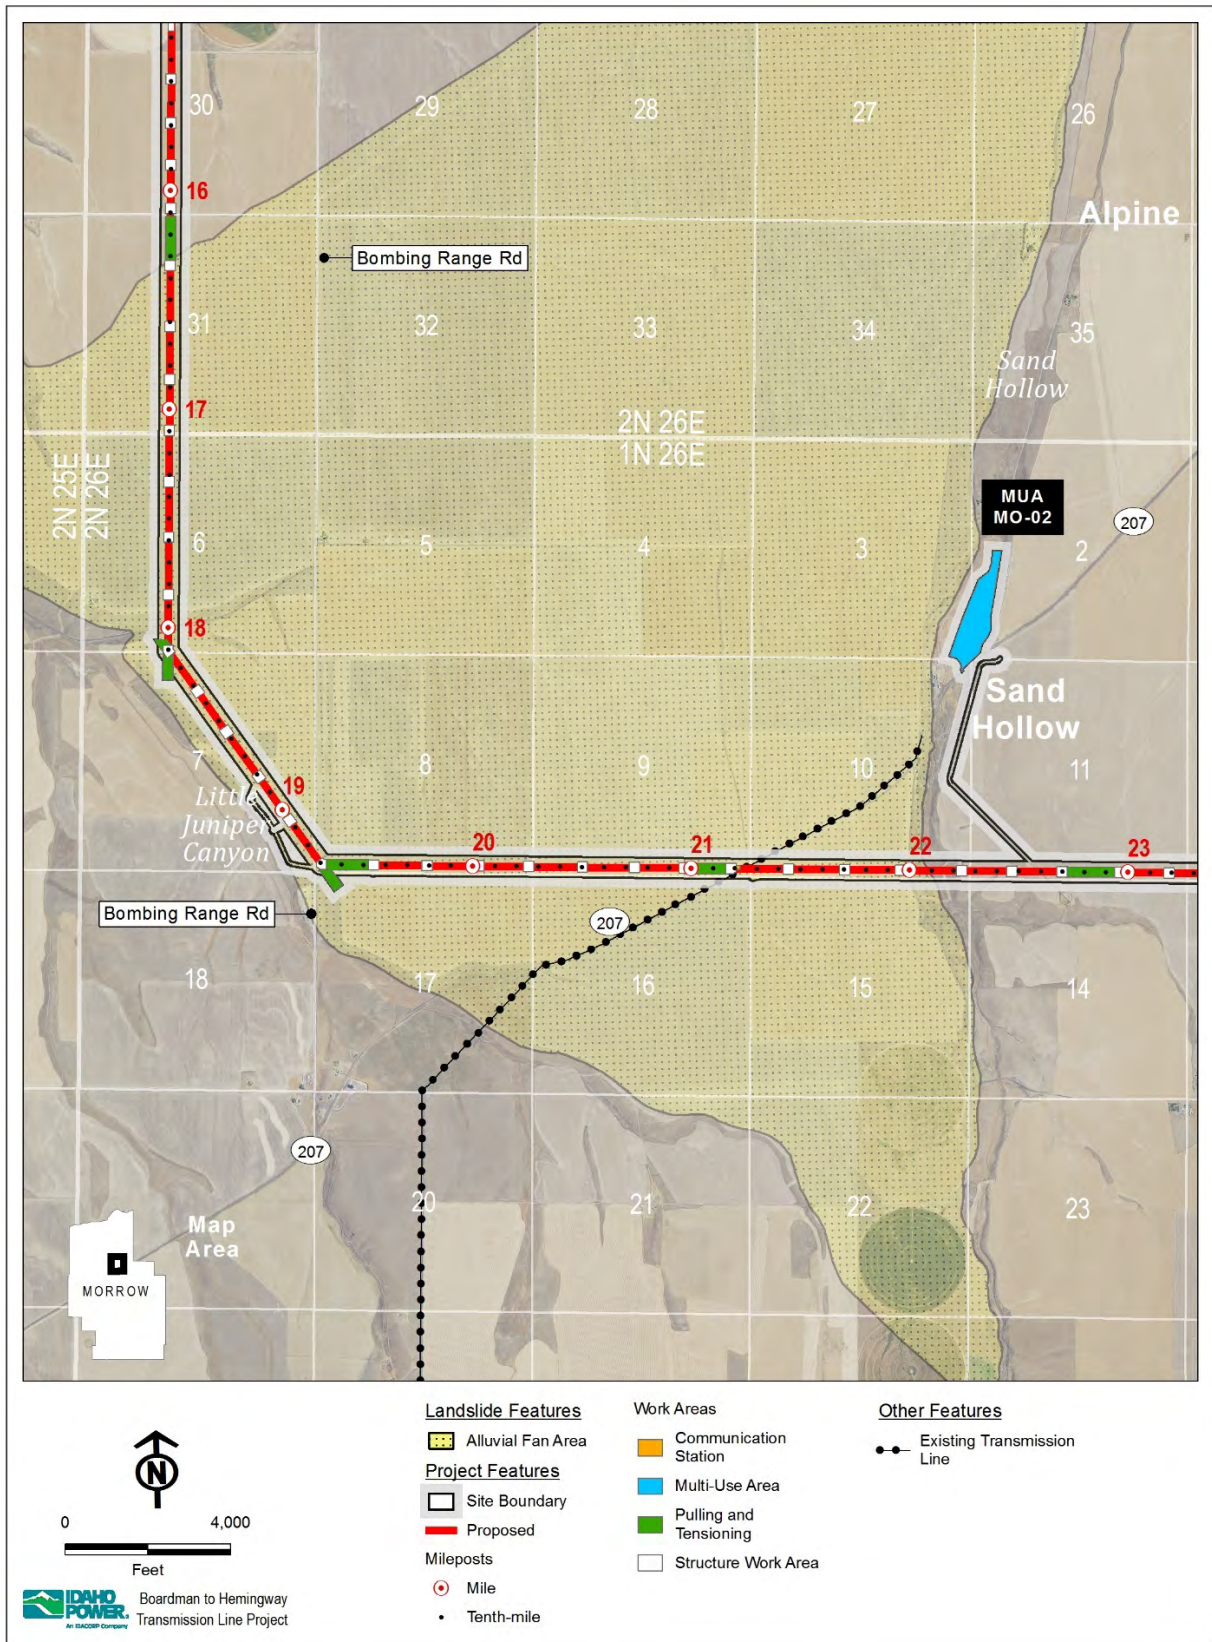 30
29
28
27
26
16
Alpine
Bombing Range Rd
31
32
33
34
35
Sand
Hollow
17
2N 26E
1N 26E
2N 25E
2N 26E
MUA
MO-02
207
6
5
4
3
2
18
Sand
Hollow
7
8
9
10
11
19
Little
Juniper
Canyon
20
21
22
23
Bombing Range Rd
207
18
17
16
15
14
207
20
21
22
23
Map
Area
MORROW
N
0 4,000
Feet
IDAHO
POWER®
An IDACORP Company
Boardman to Hemingway
Transmission Line Project
Landslide Features
Alluvial Fan Area
Project Features
Site Boundary
Proposed
Mileposts
Mile
Tenth-mile
Work Areas
Communication
Station
Multi-Use Area
Pulling and
Tensioning
Structure Work Area
Other Features
Existing Transmission
Line